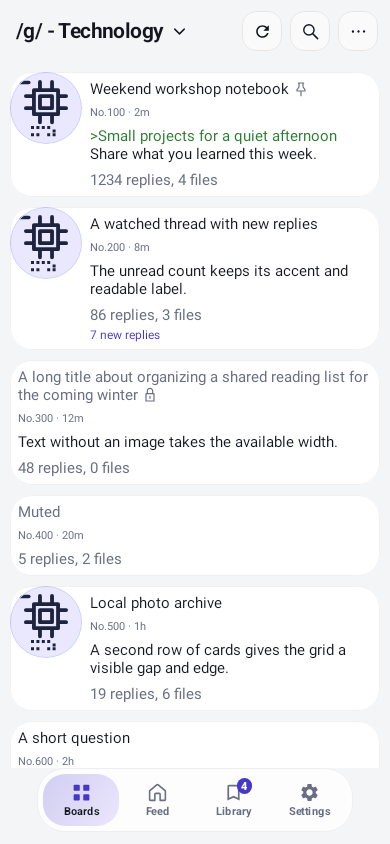 /g/ - Technology
Weekend workshop notebook
No.100 · 2m
>Small projects for a quiet afternoon
Share what you learned this week.
1234 replies, 4 files
A watched thread with new replies
No.200 · 8m
The unread count keeps its accent and
readable label.
86 replies, 3 files
7 new replies
A long title about organizing a shared reading list for
the coming winter
No.300 · 12m
Text without an image takes the available width.
48 replies, 0 files
Muted
No.400 · 20m
5 replies, 2 files
Local photo archive
No.500 · 1h
A second row of cards gives the grid a
visible gap and edge.
19 replies, 6 files
A short question
No.600 · 2h
4
Boards Feed Library Settings